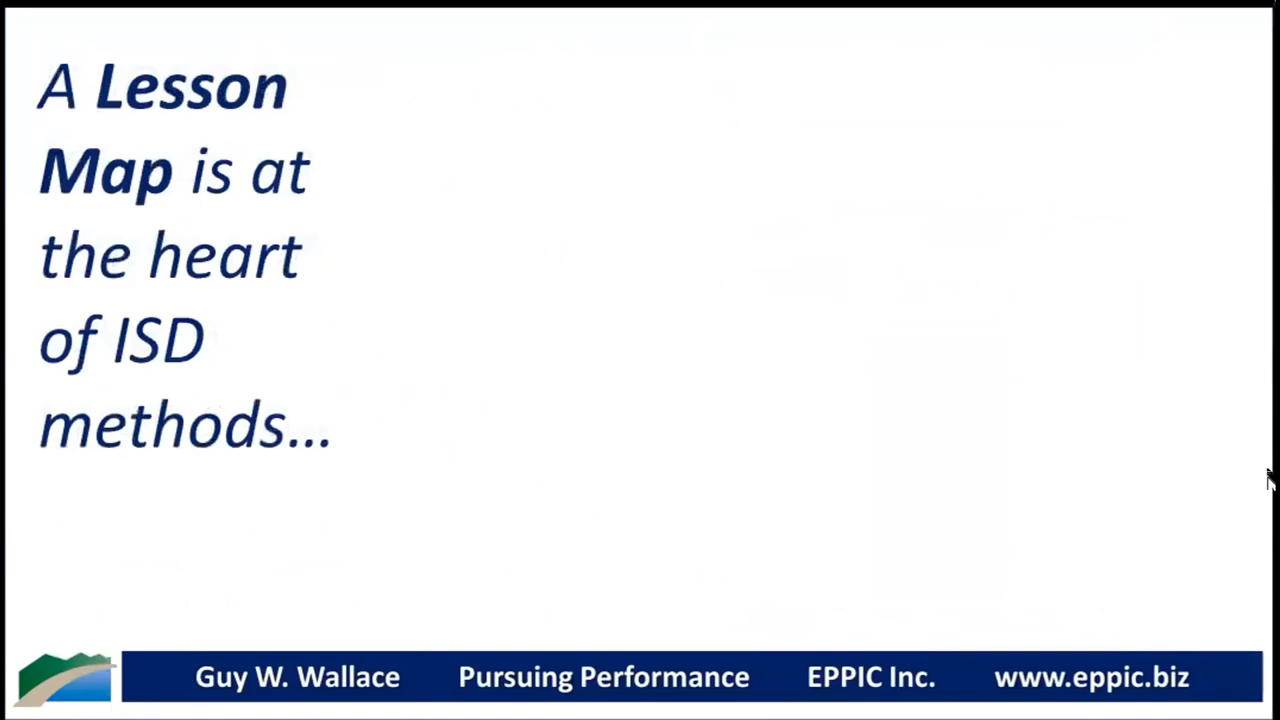 A Lesson
Map is at
the heart
of ISD
methods...
Guy W. Wallace Pursuing Performance EPPIC Inc. www.eppic.biz